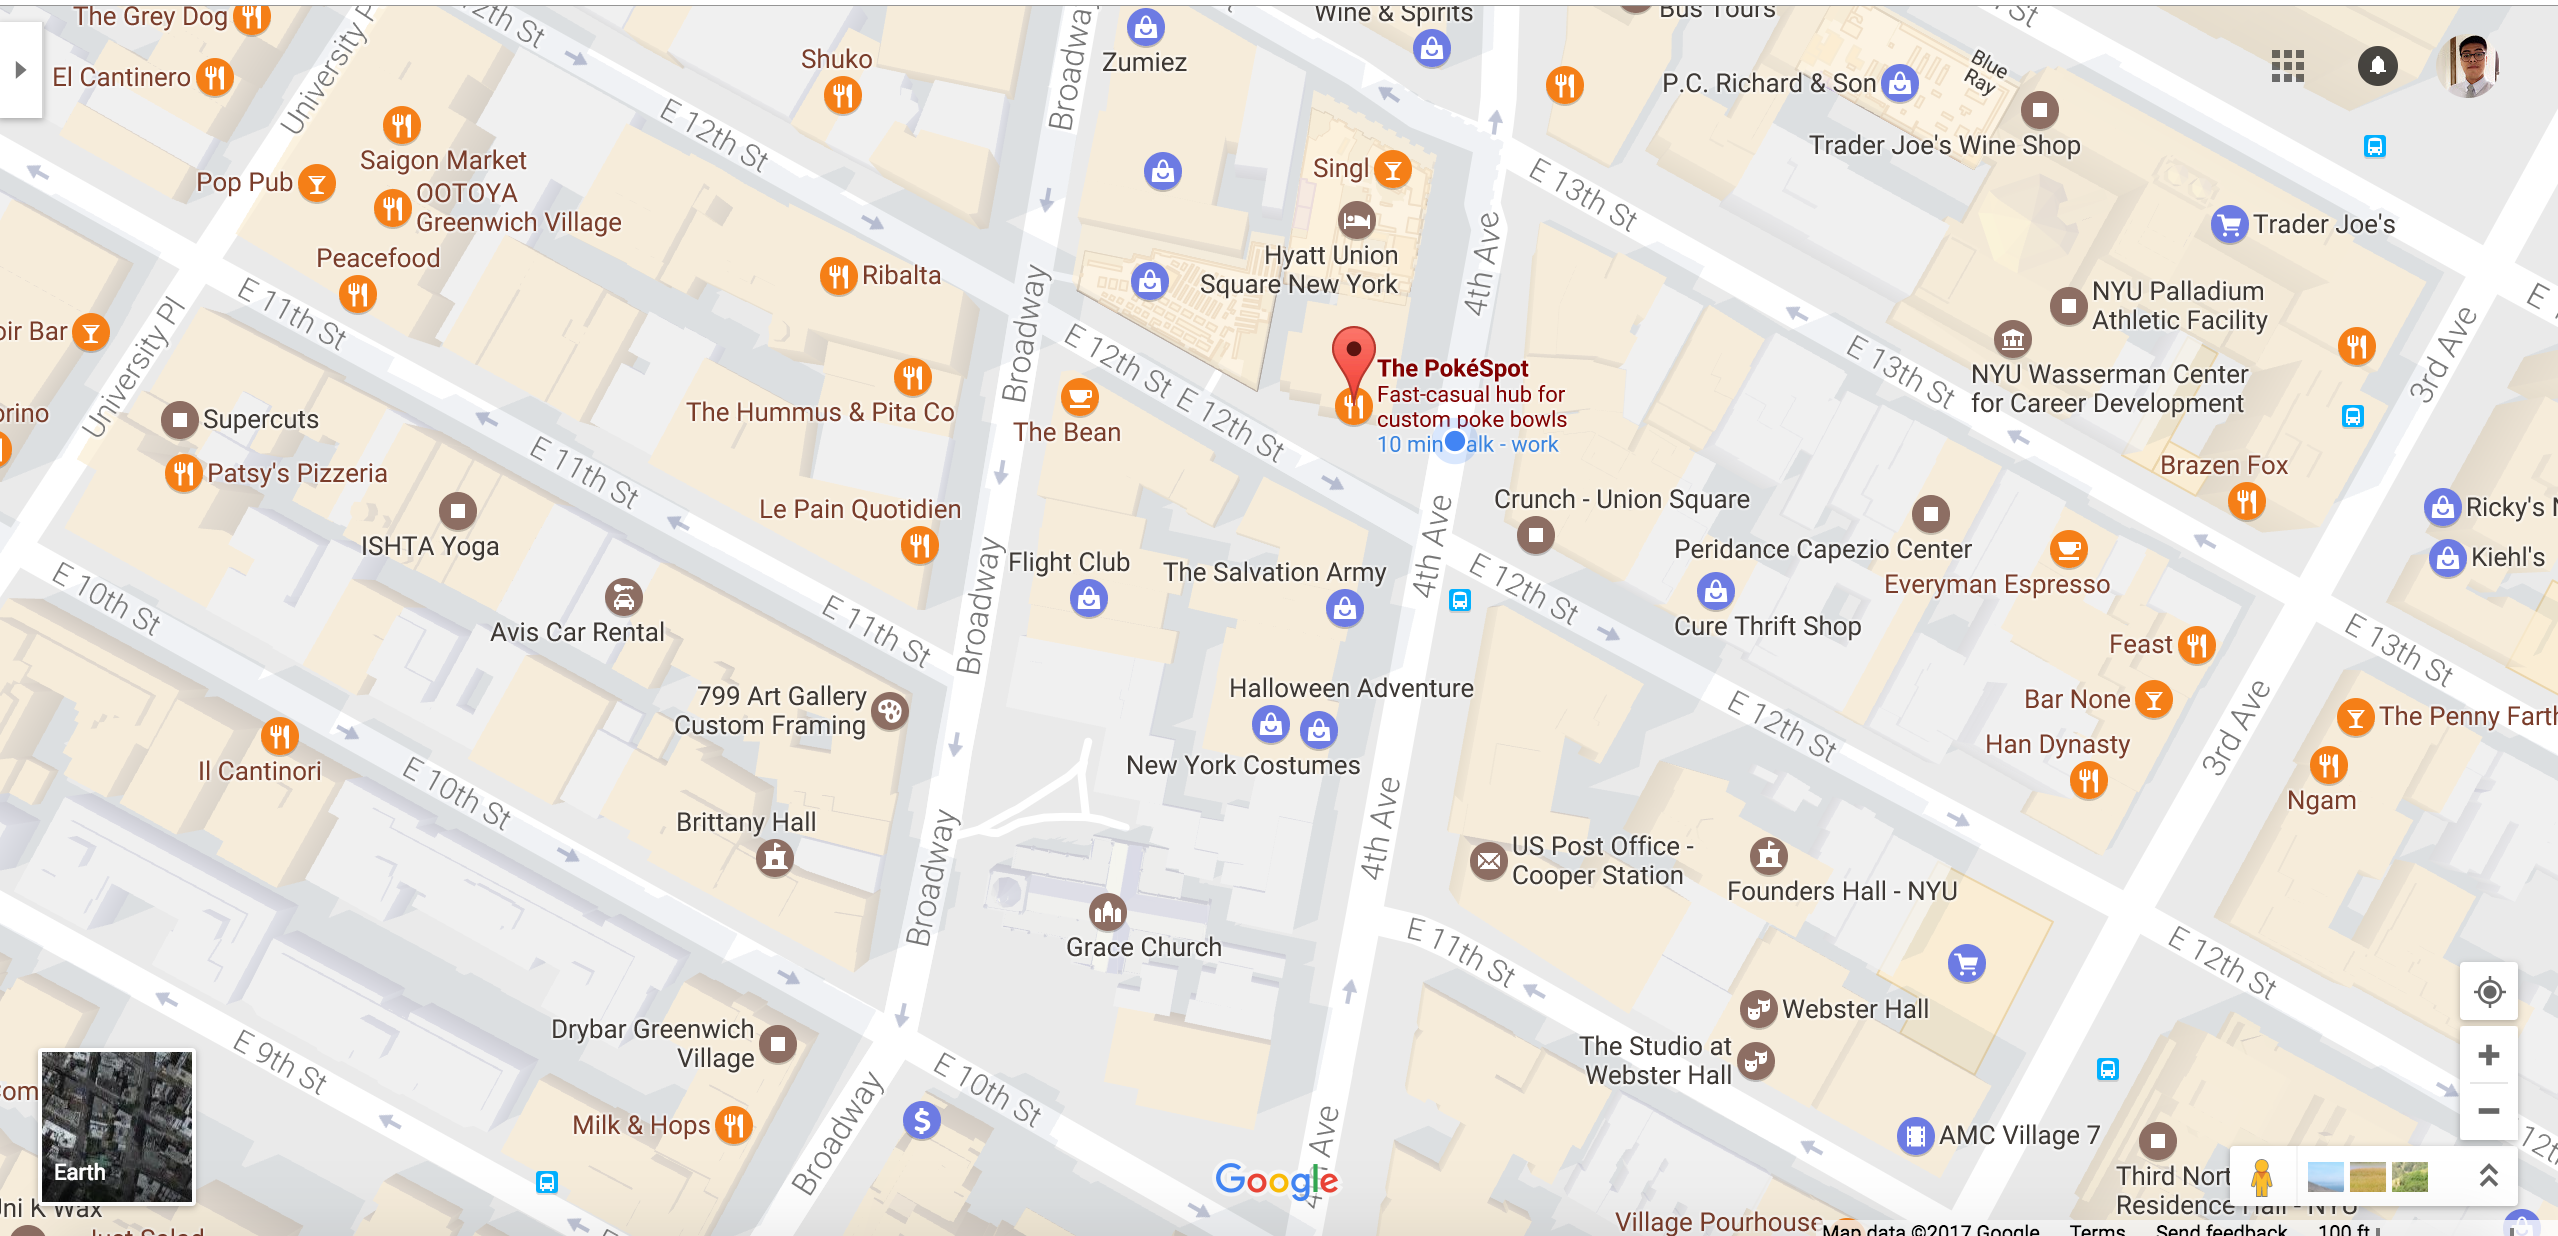 The Grey Dog
El Cantinero
University P
12th St
Shuko
Broadway
Zumiez
Wine & Spirits
Bus Tours
St
Blue
Ray
P.C. Richard & Son
Trader Joe's Wine Shop
E 12th St
Saigon Market
Pop Pub
OOTOYA
Greenwich Village
Singl
E 13th St
Trader Joe's
Peacefood
Ribalta
Hyatt Union
Square New York
4th Ave
E 11th St
NYU Palladium
Athletic Facility
Bar
University Pl
Broadway
E 12th St
E 12th St
The PokéSpot
Fast-casual hub for
custom poke bowls
10 min walk - work
E 13th St
NYU Wasserman Center
for Career Development
3rd Ave
Supercuts
The Hummus & Pita Co
The Bean
Patsy's Pizzeria
E 11th St
Brazen Fox
Le Pain Quotidien
Crunch - Union Square
Ricky's N
ISHTA Yoga
Flight Club
The Salvation Army
4th Ave
Peridance Capezio Center
Kiehl's
Everyman Espresso
E 10th St
Avis Car Rental
E 11th St
Broadway
E 12th St
Cure Thrift Shop
Feast
E 13th St
799 Art Gallery
Custom Framing
Halloween Adventure
Bar None
The Penny Farth
Il Cantinori
New York Costumes
E 12th St
Han Dynasty
3rd Ave
Ngam
E 10th St
Brittany Hall
Broadway
4th Ave
US Post Office -
Cooper Station
Founders Hall - NYU
Grace Church
E 11th St
E 12th St
Drybar Greenwich
Village
Webster Hall
The Studio at
Webster Hall
E 9th St
E 10th St
Milk & Hops
Broadway
4th Ave
AMC Village 7
12th
Earth
Google
Third Nort
Residence Hall - NYU
Uni K Wax
Just Salad
Village Pourhouse
Map data ©2017 Google
Terms
Send feedback
100 ft